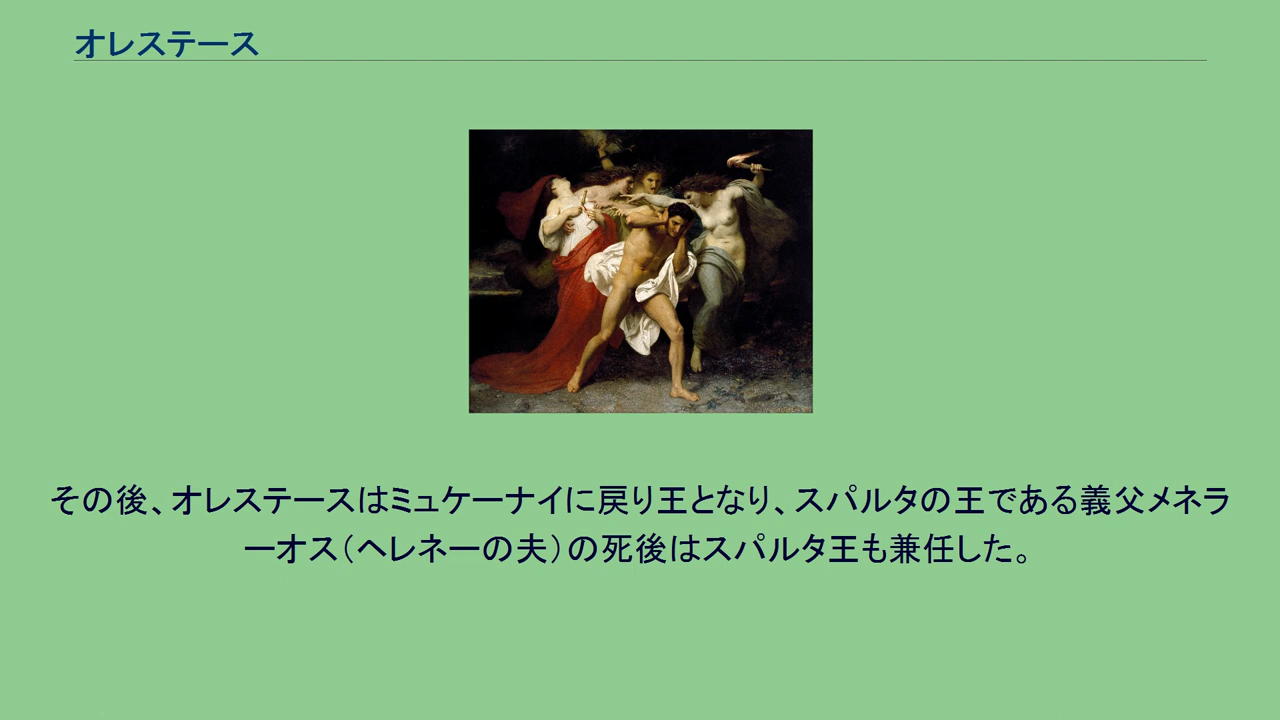 オレステース
その後、オレステースはミュケーナイに戻り王となり、スパルタの王である義父メネラ
ーオス（ヘレネーの夫）の死後はスパルタ王も兼任した。